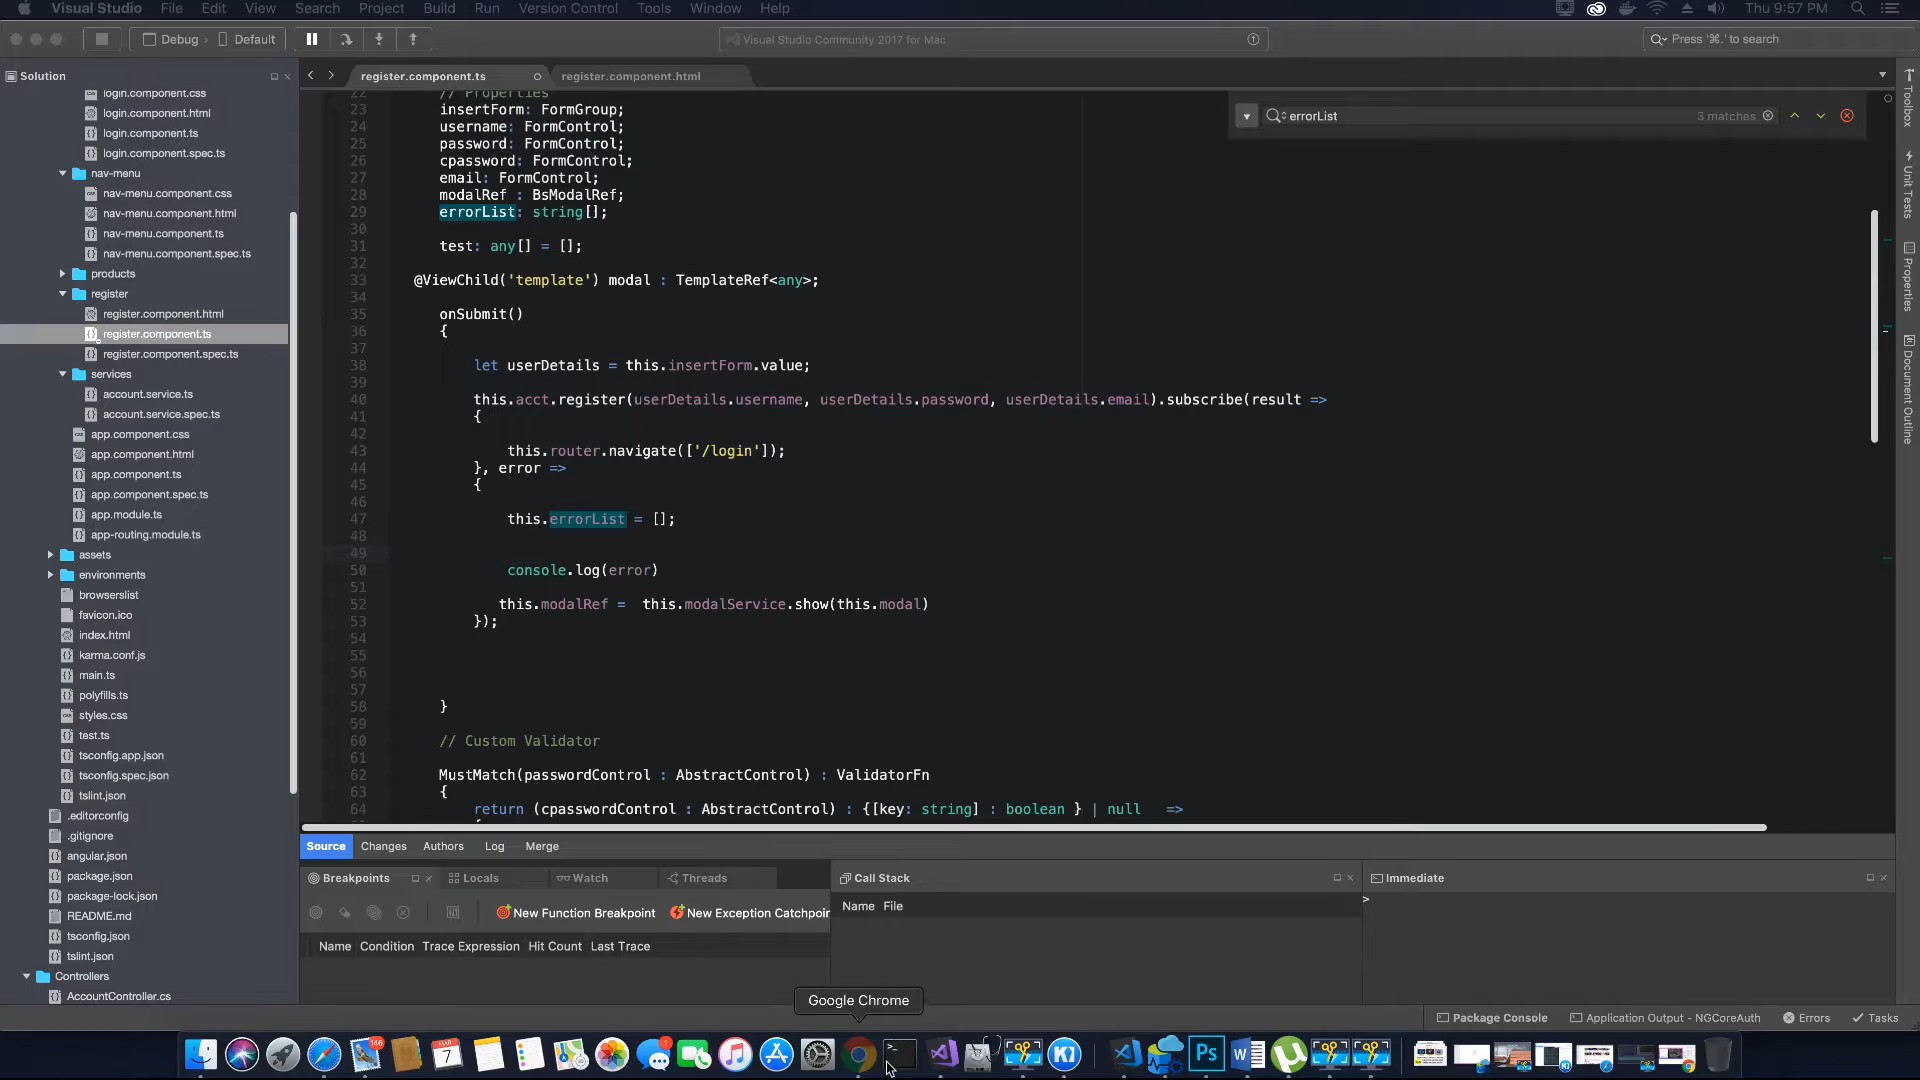 Visual Studio File Edit View Search Project Build Run Version Control Tools Window Help Thu 9:57 PM
Debug Default Visual Studio Community 2017 for Mac Press '⌘.' to search
Solution register.component.ts register.component.html
errorList 3 matches
login.component.css
login.component.html
login.component.ts
login.component.spec.ts
nav-menu
nav-menu.component.css
nav-menu.component.html
nav-menu.component.ts
nav-menu.component.spec.ts
products
register
register.component.html
register.component.ts
register.component.spec.ts
services
account.service.ts
account.service.spec.ts
app.component.css
app.component.html
app.component.ts
app.component.spec.ts
app.module.ts
app-routing.module.ts
assets
environments
browserslist
favicon.ico
index.html
karma.conf.js
main.ts
polyfills.ts
styles.css
test.ts
tsconfig.app.json
tsconfig.spec.json
tslint.json
.editorconfig
.gitignore
angular.json
package.json
package-lock.json
README.md
tsconfig.json
tslint.json
Controllers
AccountController.cs
22 // Properties
23 insertForm: FormGroup;
24 username: FormControl;
25 password: FormControl;
26 cpassword: FormControl;
27 email: FormControl;
28 modalRef : BsModalRef;
29 errorList: string[];
30
31 test: any[] = [];
32
33 @ViewChild('template') modal : TemplateRef<any>;
34
35 onSubmit()
36 {
37
38 let userDetails = this.insertForm.value;
39
40 this.acct.register(userDetails.username, userDetails.password, userDetails.email).subscribe(result =>
41 {
42
43 this.router.navigate(['/login']);
44 }, error =>
45 {
46
47 this.errorList = [];
48
49
50 console.log(error)
51
52 this.modalRef = this.modalService.show(this.modal)
53 });
54
55
56
57
58 }
59
60 // Custom Validator
61
62 MustMatch(passwordControl : AbstractControl) : ValidatorFn
63 {
64 return (cpasswordControl : AbstractControl) : {[key: string] : boolean } | null =>
Toolbox
Unit Tests
Properties
Document Outline
Source Changes Authors Log Merge
Breakpoints Locals Watch Threads Call Stack Immediate
New Function Breakpoint New Exception Catchpoin
Name File
>
Name Condition Trace Expression Hit Count Last Trace
Google Chrome
Package Console Application Output - NGCoreAuth Errors Tasks
146
MAR
7
1
>_
K1
Ps
W